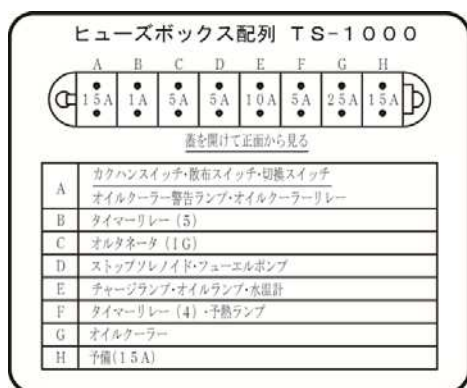 ヒューズボックス配列 TS-1000
A B C D E F G H
15A 1A 5A 5A 10A 5A 25A 15A
蓋を開けて正面から見る
A カクハンスイッチ・散布スイッチ・切換スイッチ
オイルクーラー警告ランプ・オイルクーラーリレー
B タイマーリレー(5)
C オルタネータ(IG)
D ストップソレノイド・フューエルポンプ
E チャージランプ・オイルランプ・水温計
F タイマーリレー(4)・予熱ランプ
G オイルクーラー
H 予備(15A)